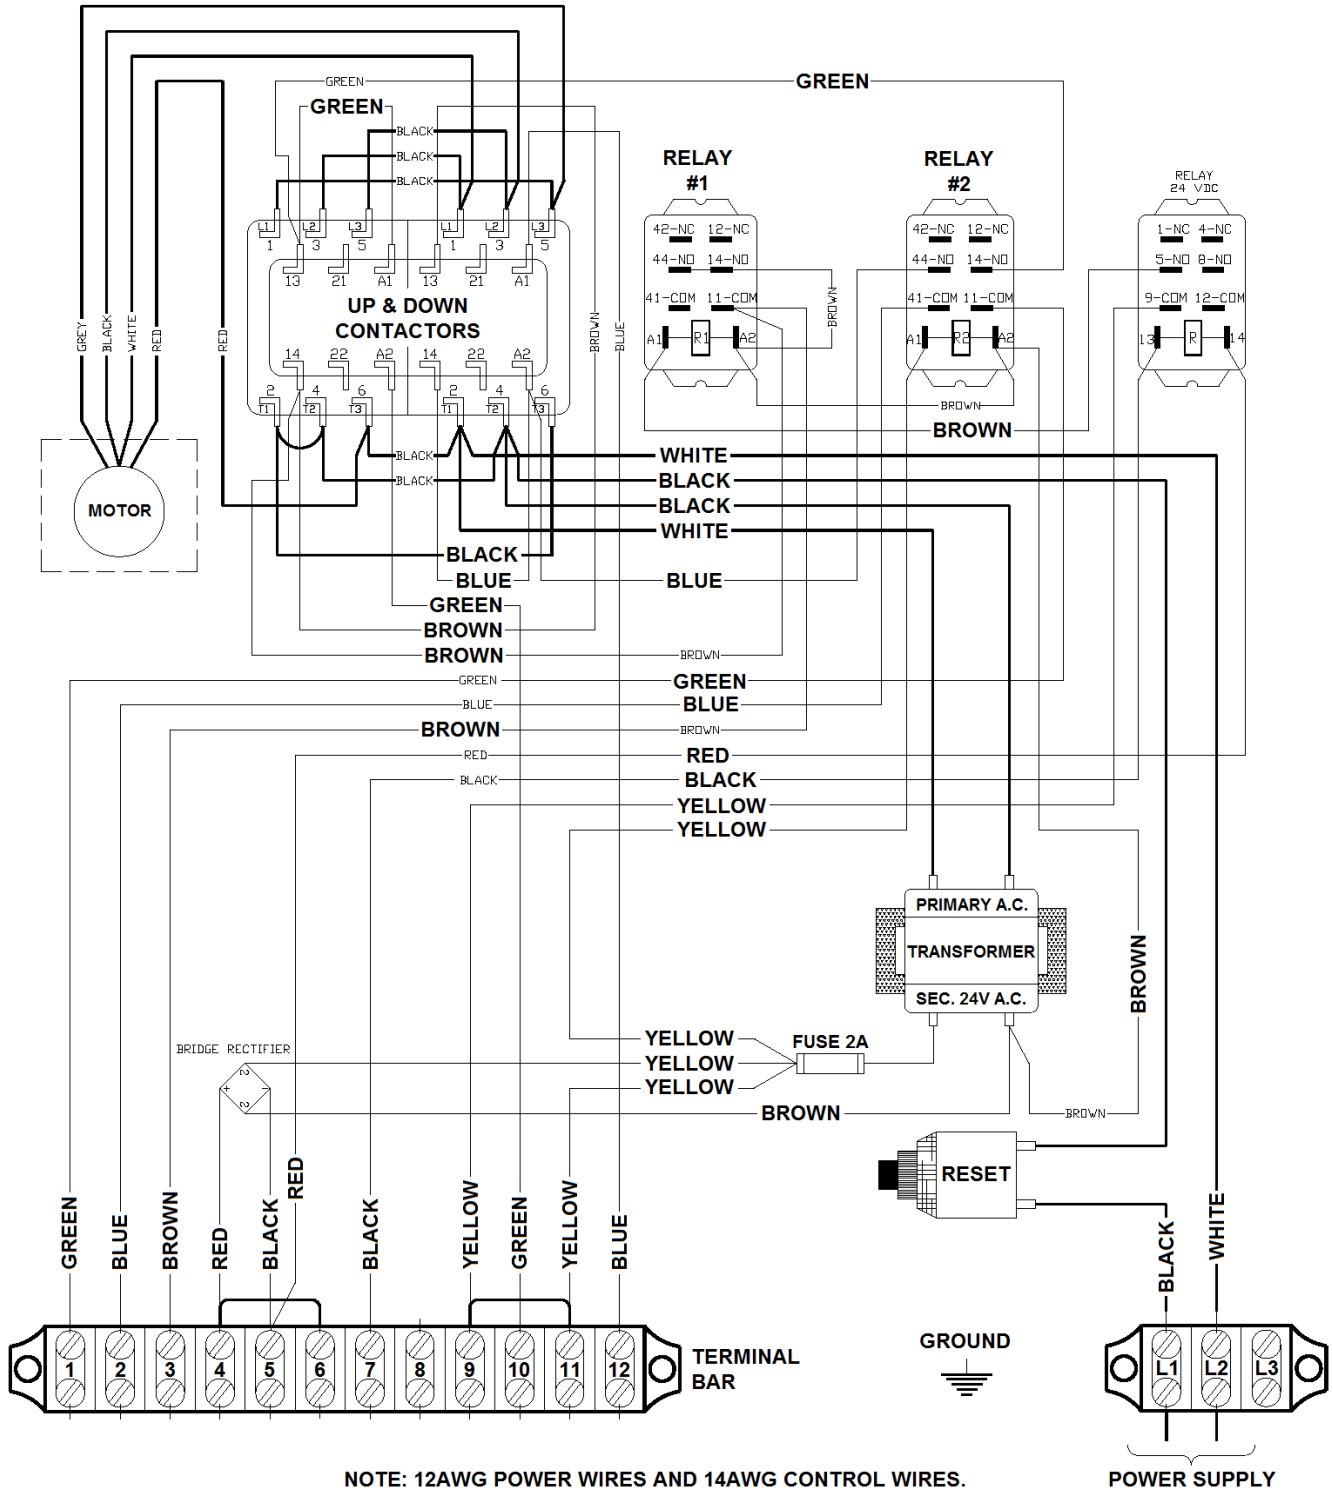 GREEN
GREEN
GREEN
BLACK
BLACK
BLACK
RELAY
#1
RELAY
#2
RELAY
24 VDC
L1 L2 L3 L1 L2 L3
1 3 5 1 3 5
13 21 A1 13 21 A1
UP & DOWN
CONTACTORS
14 22 A2 14 22 A2
2 4 6 2 4 6
T1 T2 T3 T1 T2 T3
42-NC 12-NC
44-NO 14-NO
41-COM 11-COM
A1 R1 A2
42-NC 12-NC
44-NO 14-NO
41-COM 11-COM
A1 R2 A2
1-NC 4-NC
5-NO 8-NO
9-COM 12-COM
13 R 14
GREY
BLACK
WHITE
RED
RED
BROWN
BLUE
BROWN
BROWN
BROWN
MOTOR
BLACK
BLACK
WHITE
BLACK
BLACK
WHITE
BLACK
BLUE
BLUE
GREEN
BROWN
BROWN
BROWN
GREEN
GREEN
BLUE
BLUE
BROWN
BROWN
RED
RED
BLACK
BLACK
YELLOW
YELLOW
PRIMARY A.C.
TRANSFORMER
SEC. 24V A.C.
BROWN
YELLOW
YELLOW
YELLOW
FUSE 2A
BRIDGE RECTIFIER
2
+ -
2
BROWN
BROWN
RESET
GREEN
BLUE
BROWN
RED
BLACK
RED
BLACK
YELLOW
GREEN
YELLOW
BLUE
BLACK
WHITE
1 2 3 4 5 6 7 8 9 10 11 12
TERMINAL
BAR
GROUND
L1 L2 L3
NOTE: 12AWG POWER WIRES AND 14AWG CONTROL WIRES.
POWER SUPPLY